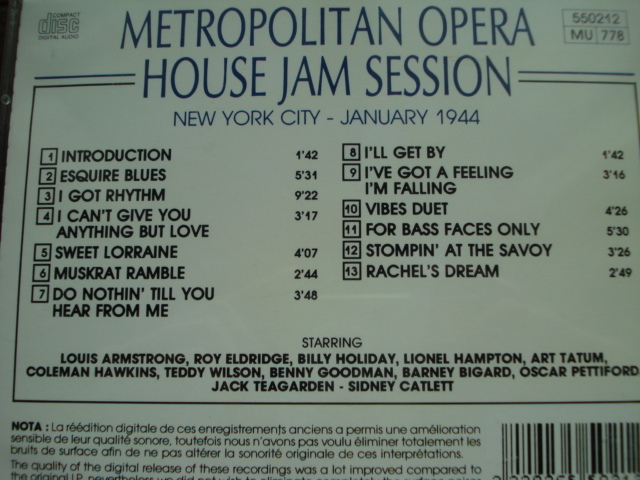 COMPACT
disc
DIGITAL AUDIO
METROPOLITAN OPERA
HOUSE JAM SESSION
NEW YORK CITY - JANUARY 1944
550212
MU 778
1 INTRODUCTION 1'42
2 ESQUIRE BLUES 5'31
3 I GOT RHYTHM 9'22
4 I CAN'T GIVE YOU 3'17
ANYTHING BUT LOVE
5 SWEET LORRAINE 4'07
6 MUSKRAT RAMBLE 2'44
7 DO NOTHIN' TILL YOU 3'48
HEAR FROM ME
8 I'LL GET BY 1'42
9 I'VE GOT A FEELING 3'16
I'M FALLING
10 VIBES DUET 4'26
11 FOR BASS FACES ONLY 5'30
12 STOMPIN' AT THE SAVOY 3'26
13 RACHEL'S DREAM 2'49
STARRING
LOUIS ARMSTRONG, ROY ELDRIDGE, BILLY HOLIDAY, LIONEL HAMPTON, ART TATUM,
COLEMAN HAWKINS, TEDDY WILSON, BENNY GOODMAN, BARNEY BIGARD, OSCAR PETTIFORD
JACK TEAGARDEN - SIDNEY CATLETT
NOTA : La réédition digitale de ces enregistrements anciens a permis une amélioration
sensible de leur qualité sonore, toutefois nous n'avons pas voulu éliminer totalement les
bruits de surface afin de ne pas altérer la sonorité originale de ces interprétations.
The quality of the digital release of these recordings was a lot improved compared to
the original LP, nevertheless we did not wish to